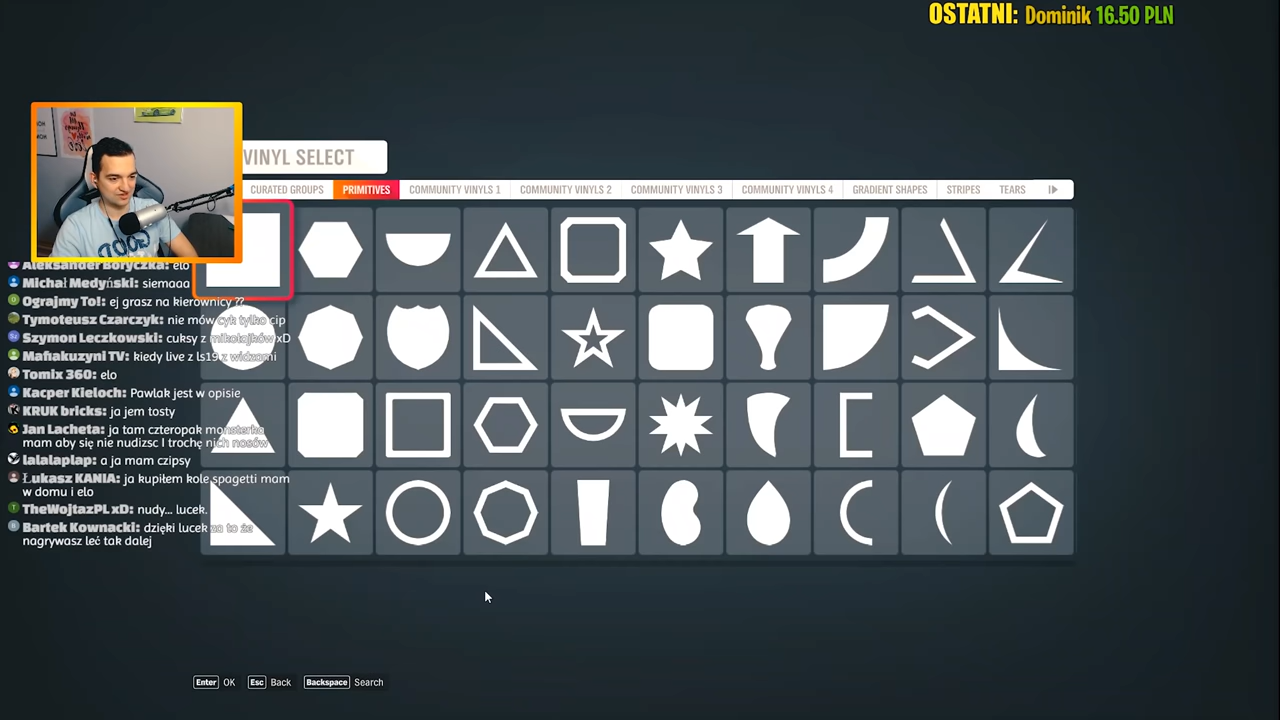 OSTATNI: Dominik 16.50 PLN
VINYL SELECT
CURATED GROUPS PRIMITIVES COMMUNITY VINYLS 1 COMMUNITY VINYLS 2 COMMUNITY VINYLS 3 COMMUNITY VINYLS 4 GRADIENT SHAPES STRIPES TEARS
Aleksander Boryczka: elo
Michał Medyński: siemaaa
Ograjmy To!: ej grasz na kierownicy ??
Tymoteusz Czarczyk: nie mów cyk tylko cip
Szymon Leczkowski: cuksy z mikołajków xD
Mafiakuzyni TV: kiedy live z ls19 z widzami
Tomix 360: elo
Kacper Kieloch: Pawlak jest w opisie
KRUK bricks: ja jem tosty
Jan Lacheta: ja tam czteropak monsterka
mam aby się nie nudizsc I trochę nich nosów
lalalaplap: a ja mam czipsy
Łukasz KANIA: ja kupiłem kole spagetti mam
w domu i elo
TheWojtazPL xD: nudy... lucek.
Bartek Kownacki: dzięki lucek za to że
nagrywasz leć tak dalej
Enter OK Esc Back Backspace Search